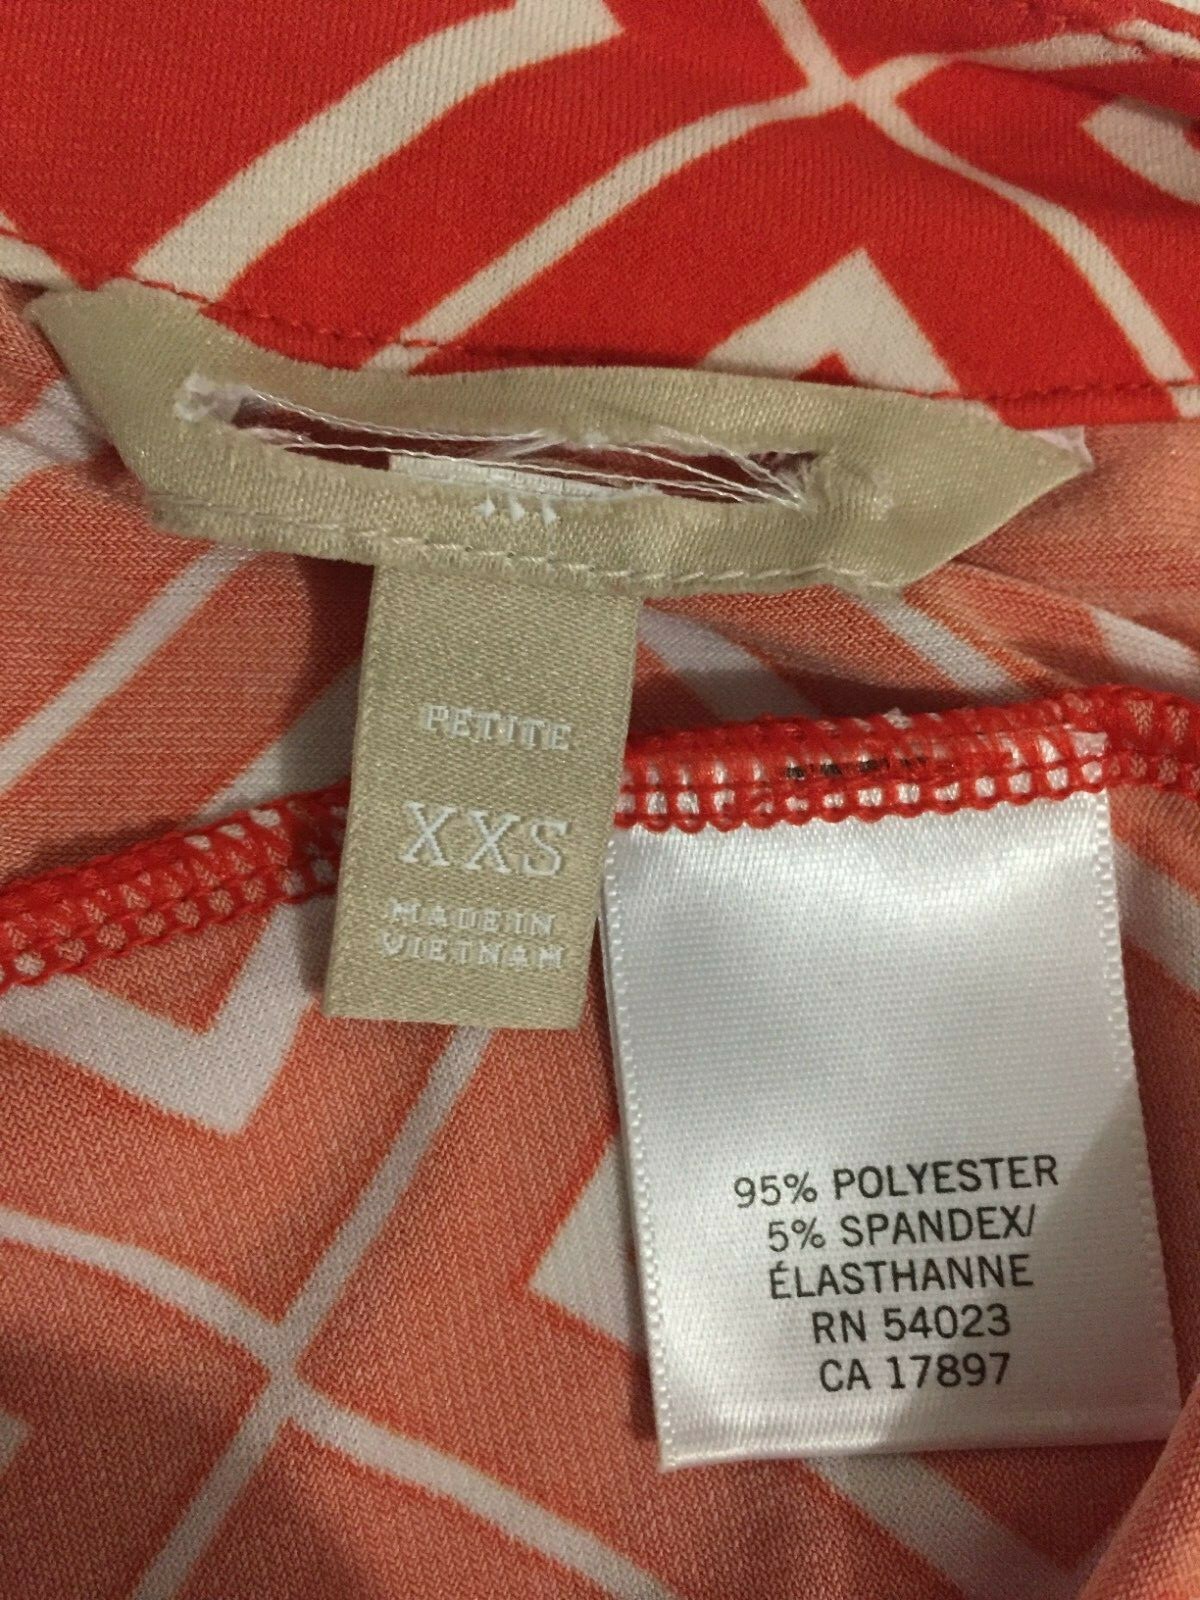 PETITE
XXS
MADE IN
VIETNAM
95% POLYESTER
5% SPANDEX/
ÉLASTHANNE
RN 54023
CA 17897